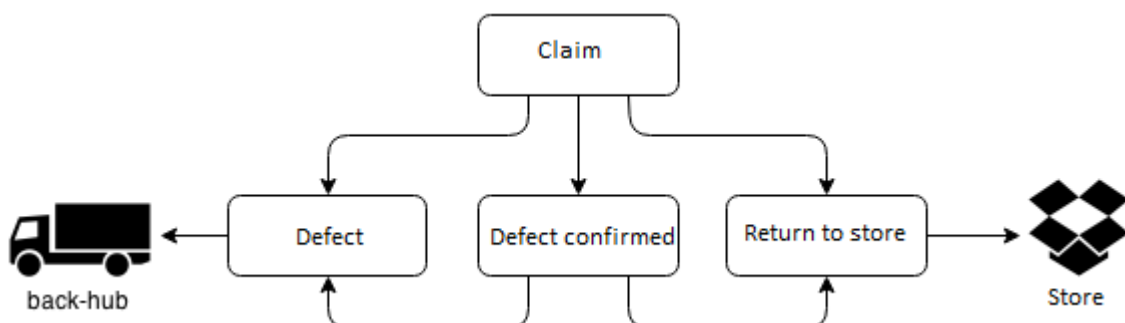 Claim
Defect
Defect confirmed
Return to store
back-hub
Store